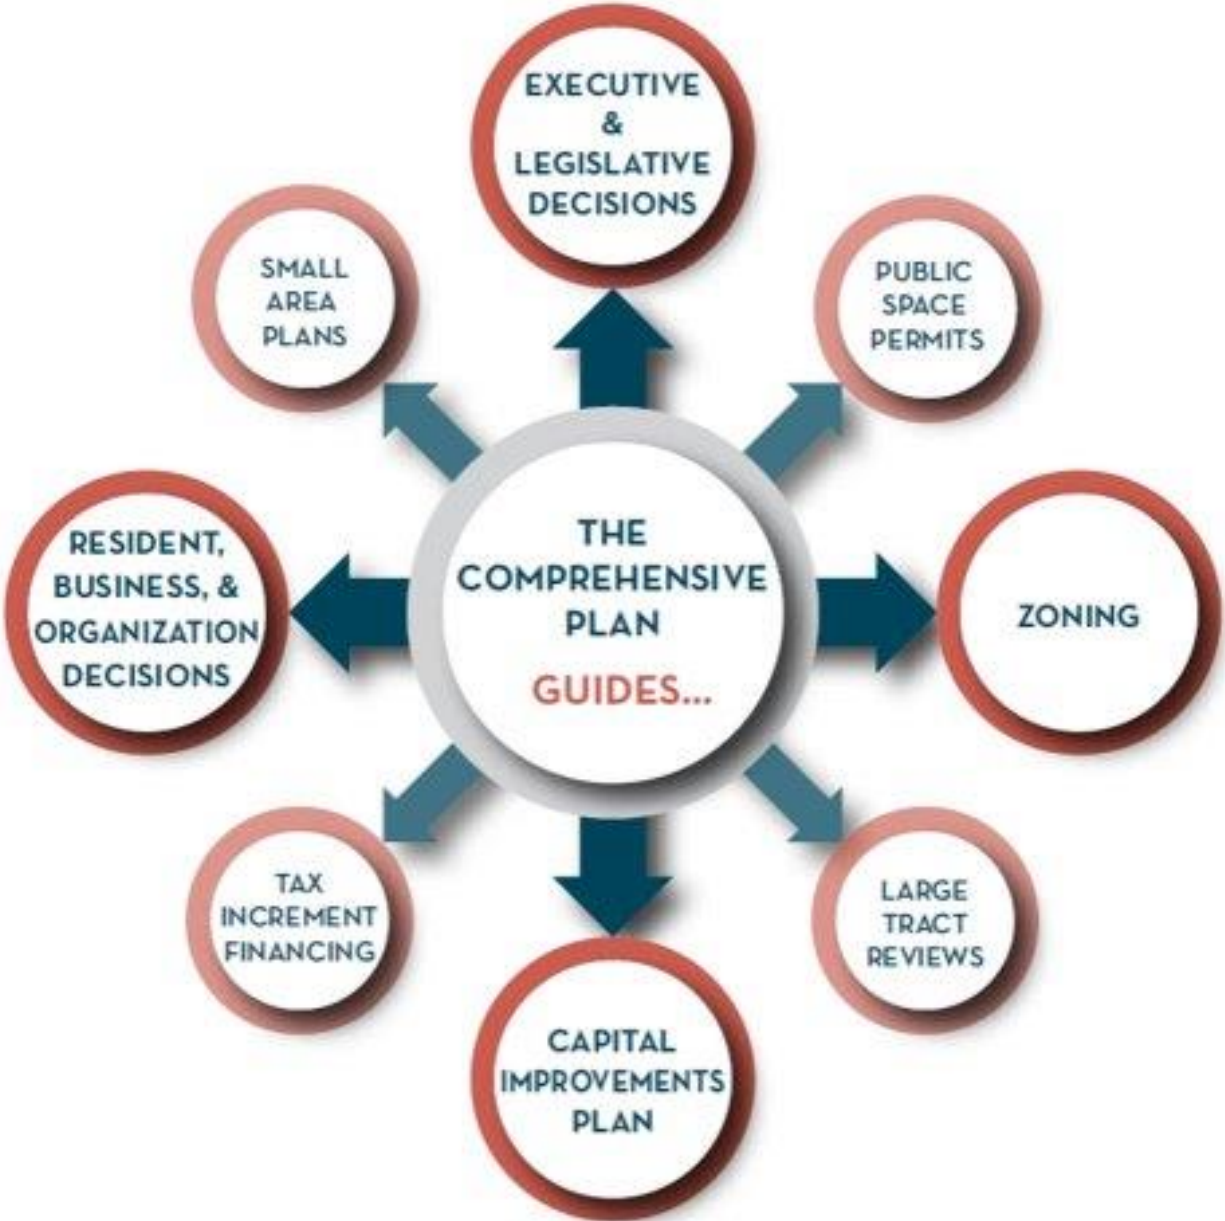 EXECUTIVE
&
LEGISLATIVE
DECISIONS
SMALL
AREA
PLANS
PUBLIC
SPACE
PERMITS
RESIDENT,
BUSINESS, &
ORGANIZATION
DECISIONS
THE
COMPREHENSIVE
PLAN
GUIDES...
ZONING
TAX
INCREMENT
FINANCING
LARGE
TRACT
REVIEWS
CAPITAL
IMPROVEMENTS
PLAN